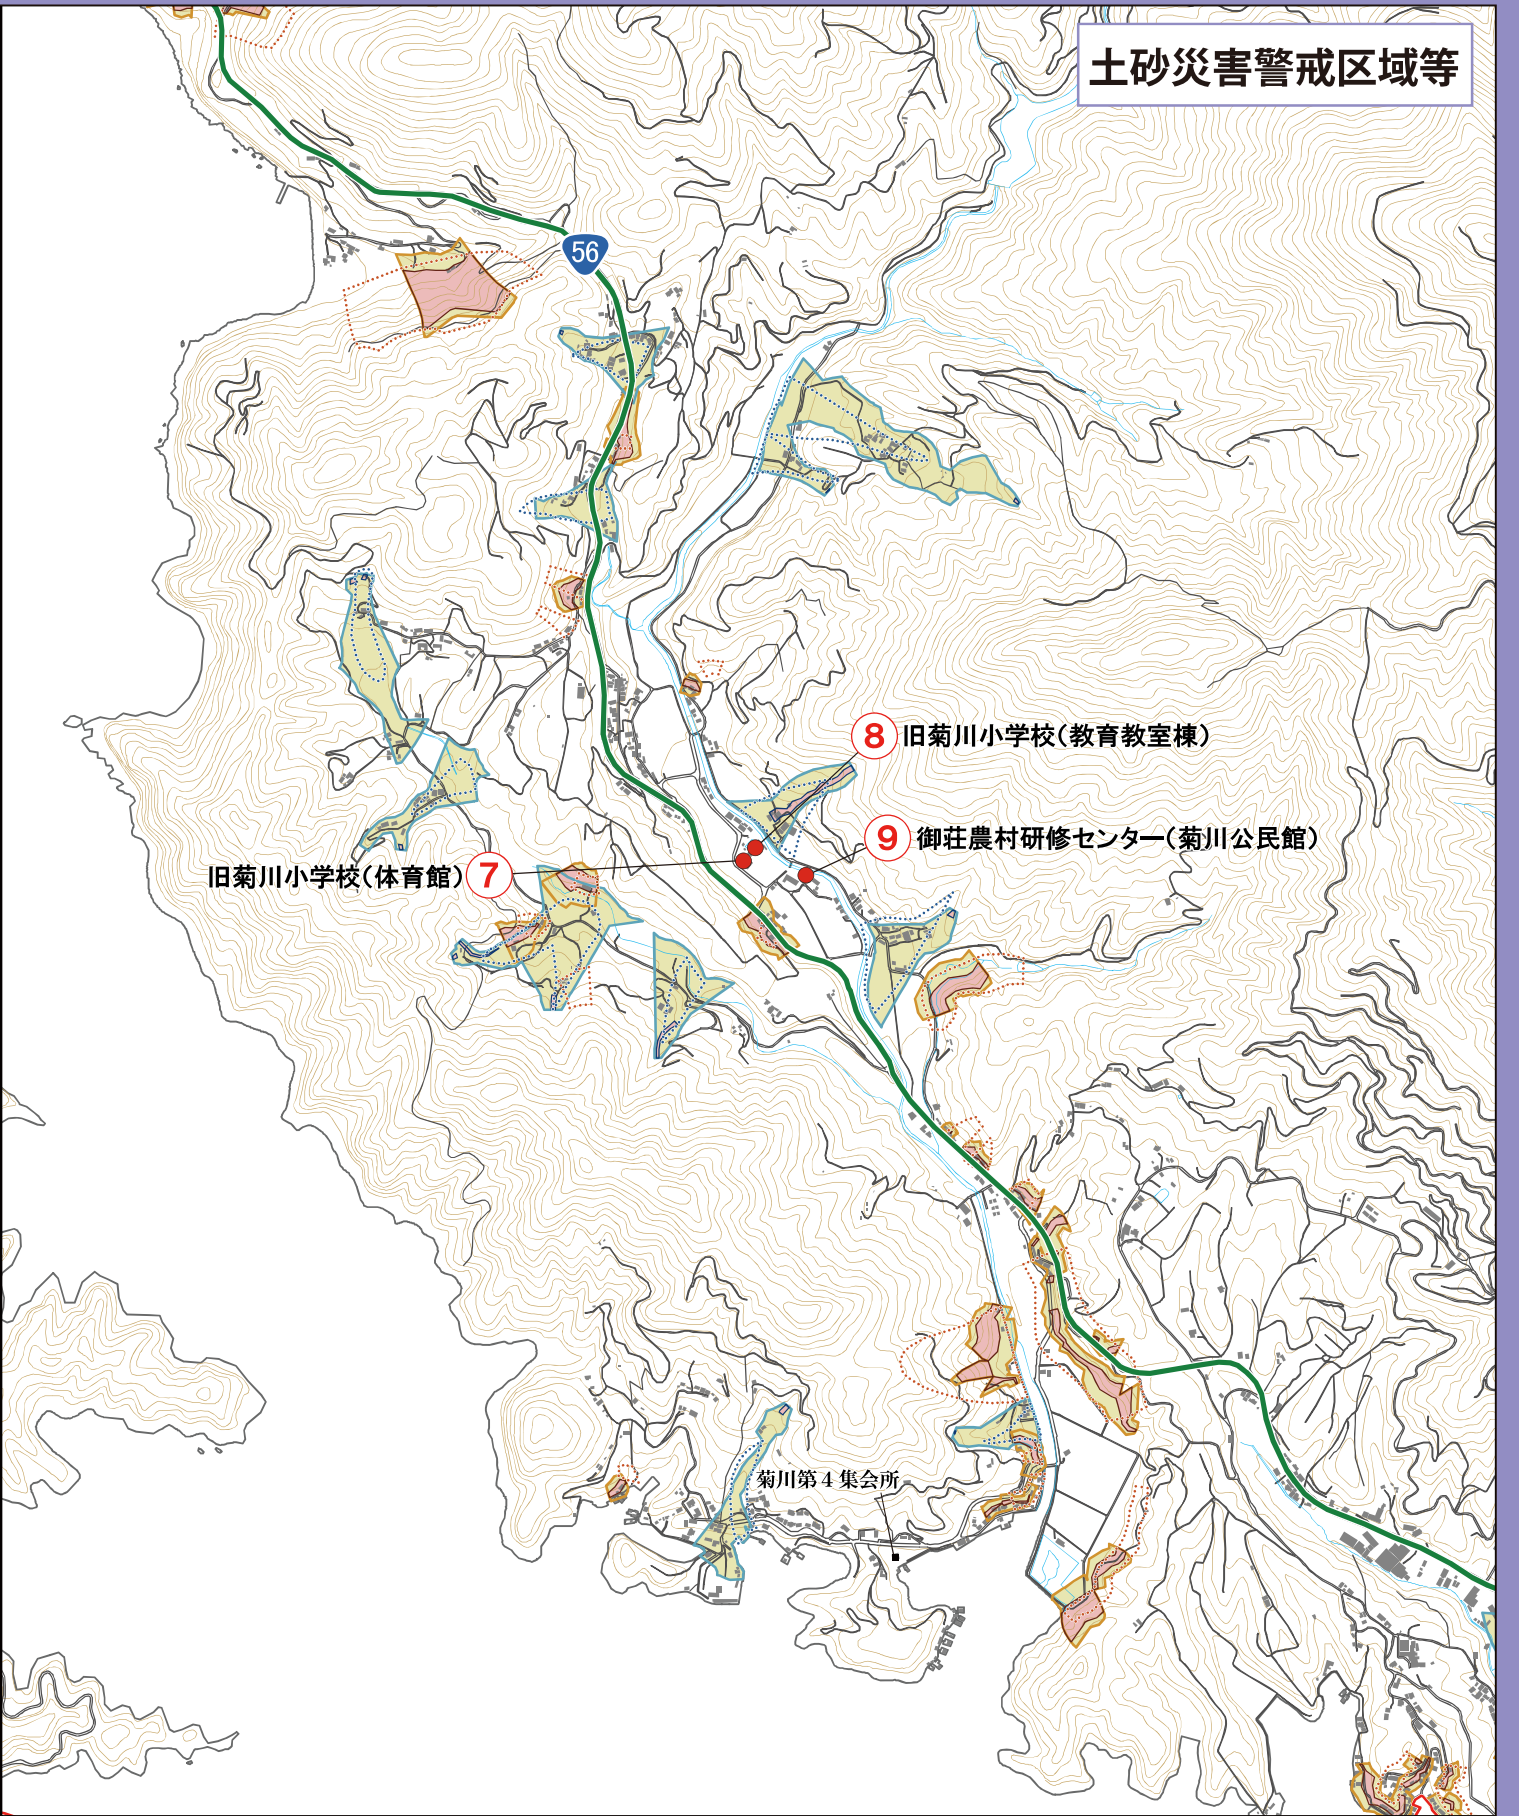 土砂災害警戒区域等
56
8 旧菊川小学校（教育教室棟）
9 御荘農村研修センター（菊川公民館）
旧菊川小学校（体育館） 7
菊川第4集会所